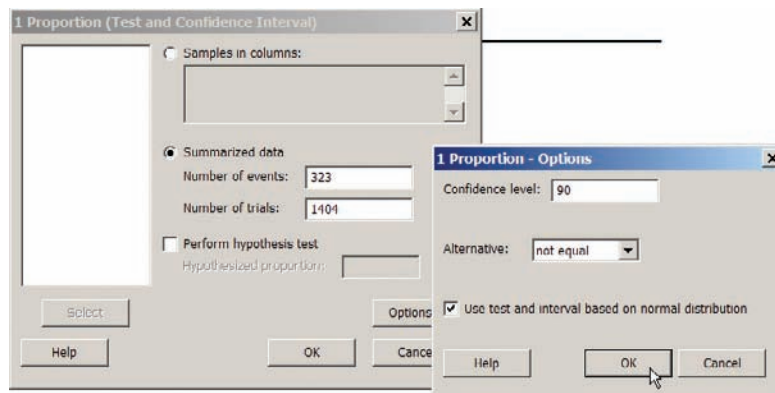 1 Proportion (Test and Confidence Interval)
Samples in columns:
Summarized data
Number of events: 323
Number of trials: 1404
Perform hypothesis test
Hypothesized proportion:
Select
Options
Help
OK
Cance
1 Proportion - Options
Confidence level: 90
Alternative: not equal
Use test and interval based on normal distribution
Help
OK
Cancel